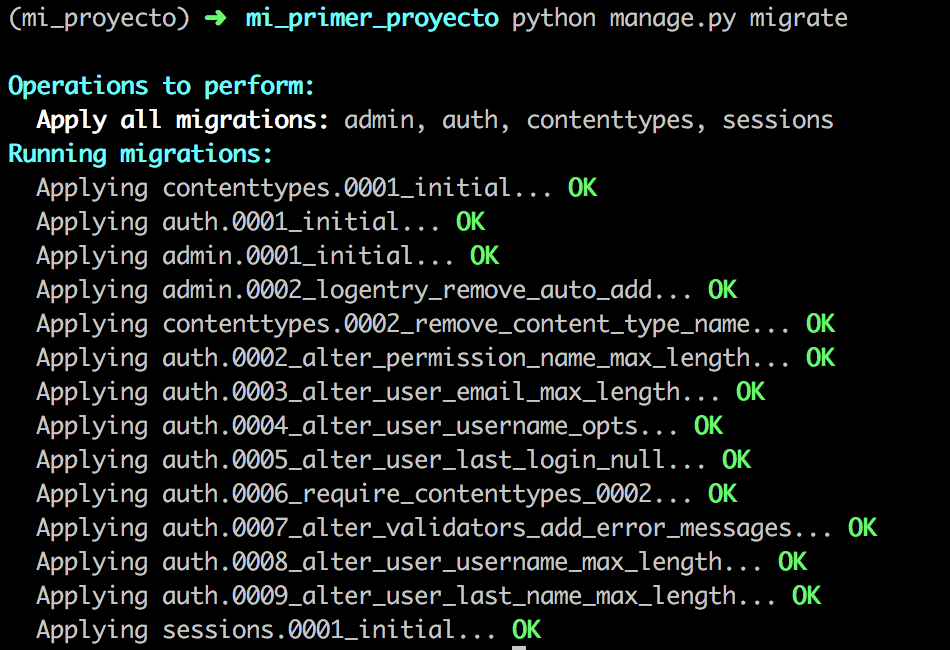 (mi_proyecto) ➜ mi_primer_proyecto python manage.py migrate
Operations to perform:
Apply all migrations: admin, auth, contenttypes, sessions
Running migrations:
Applying contenttypes.0001_initial... OK
Applying auth.0001_initial... OK
Applying admin.0001_initial... OK
Applying admin.0002_logentry_remove_auto_add... OK
Applying contenttypes.0002_remove_content_type_name... OK
Applying auth.0002_alter_permission_name_max_length... OK
Applying auth.0003_alter_user_email_max_length... OK
Applying auth.0004_alter_user_username_opts... OK
Applying auth.0005_alter_user_last_login_null... OK
Applying auth.0006_require_contenttypes_0002... OK
Applying auth.0007_alter_validators_add_error_messages... OK
Applying auth.0008_alter_user_username_max_length... OK
Applying auth.0009_alter_user_last_name_max_length... OK
Applying sessions.0001_initial... OK